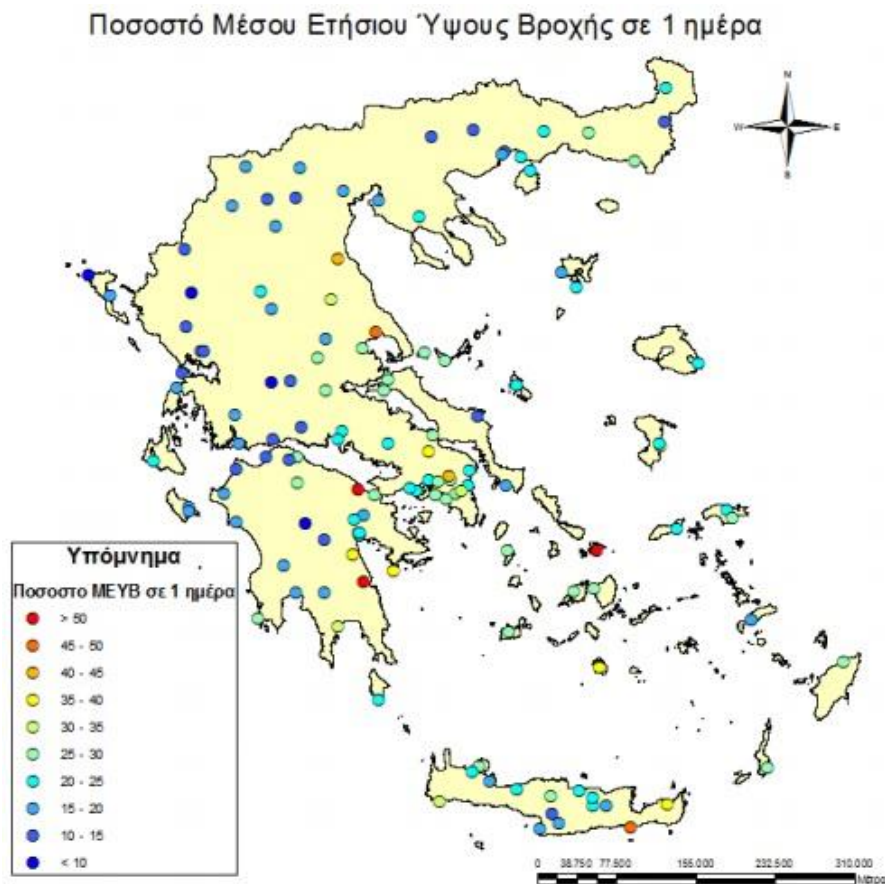 Ποσοστό Μέσου Ετήσιου Ύψους Βροχής σε 1 ημέρα
N
W E
S
Υπόμνημα
Ποσοστο ΜΕΥΒ σε 1 ημέρα
> 50
45 - 50
40 - 45
35 - 40
30 - 35
25 - 30
20 - 25
15 - 20
10 - 15
< 10
0 38.750 77.500 155.000 232.500 310.000
Μέτρα